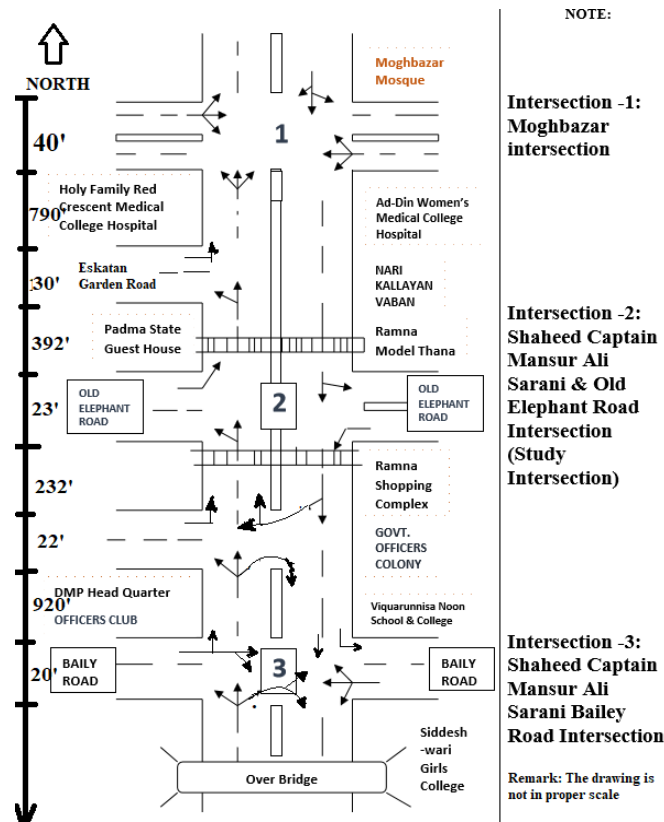 NOTE:
NORTH
Moghbazar
Mosque
1
Intersection -1:
Moghbazar
intersection
40'
790'
Holy Family Red
Crescent Medical
College Hospital
Ad-Din Women's
Medical College
Hospital
Eskatan
Garden Road
30'
NARI
KALLAYAN
VABAN
392'
Padma State
Guest House
Ramna
Model Thana
Intersection -2:
Shaheed Captain
Mansur Ali
Sarani & Old
Elephant Road
Intersection
(Study
Intersection)
23'
OLD
ELEPHANT
ROAD
2
OLD
ELEPHANT
ROAD
232'
Ramna
Shopping
Complex
22'
GOVT.
OFFICERS
COLONY
920'
DMP Head Quarter
OFFICERS CLUB
Viquarunnisa Noon
School & College
20'
BAILY
ROAD
3
BAILY
ROAD
Intersection -3:
Shaheed Captain
Mansur Ali
Sarani Bailey
Road Intersection
Over Bridge
Siddesh
-wari
Girls
College
Remark: The drawing is
not in proper scale